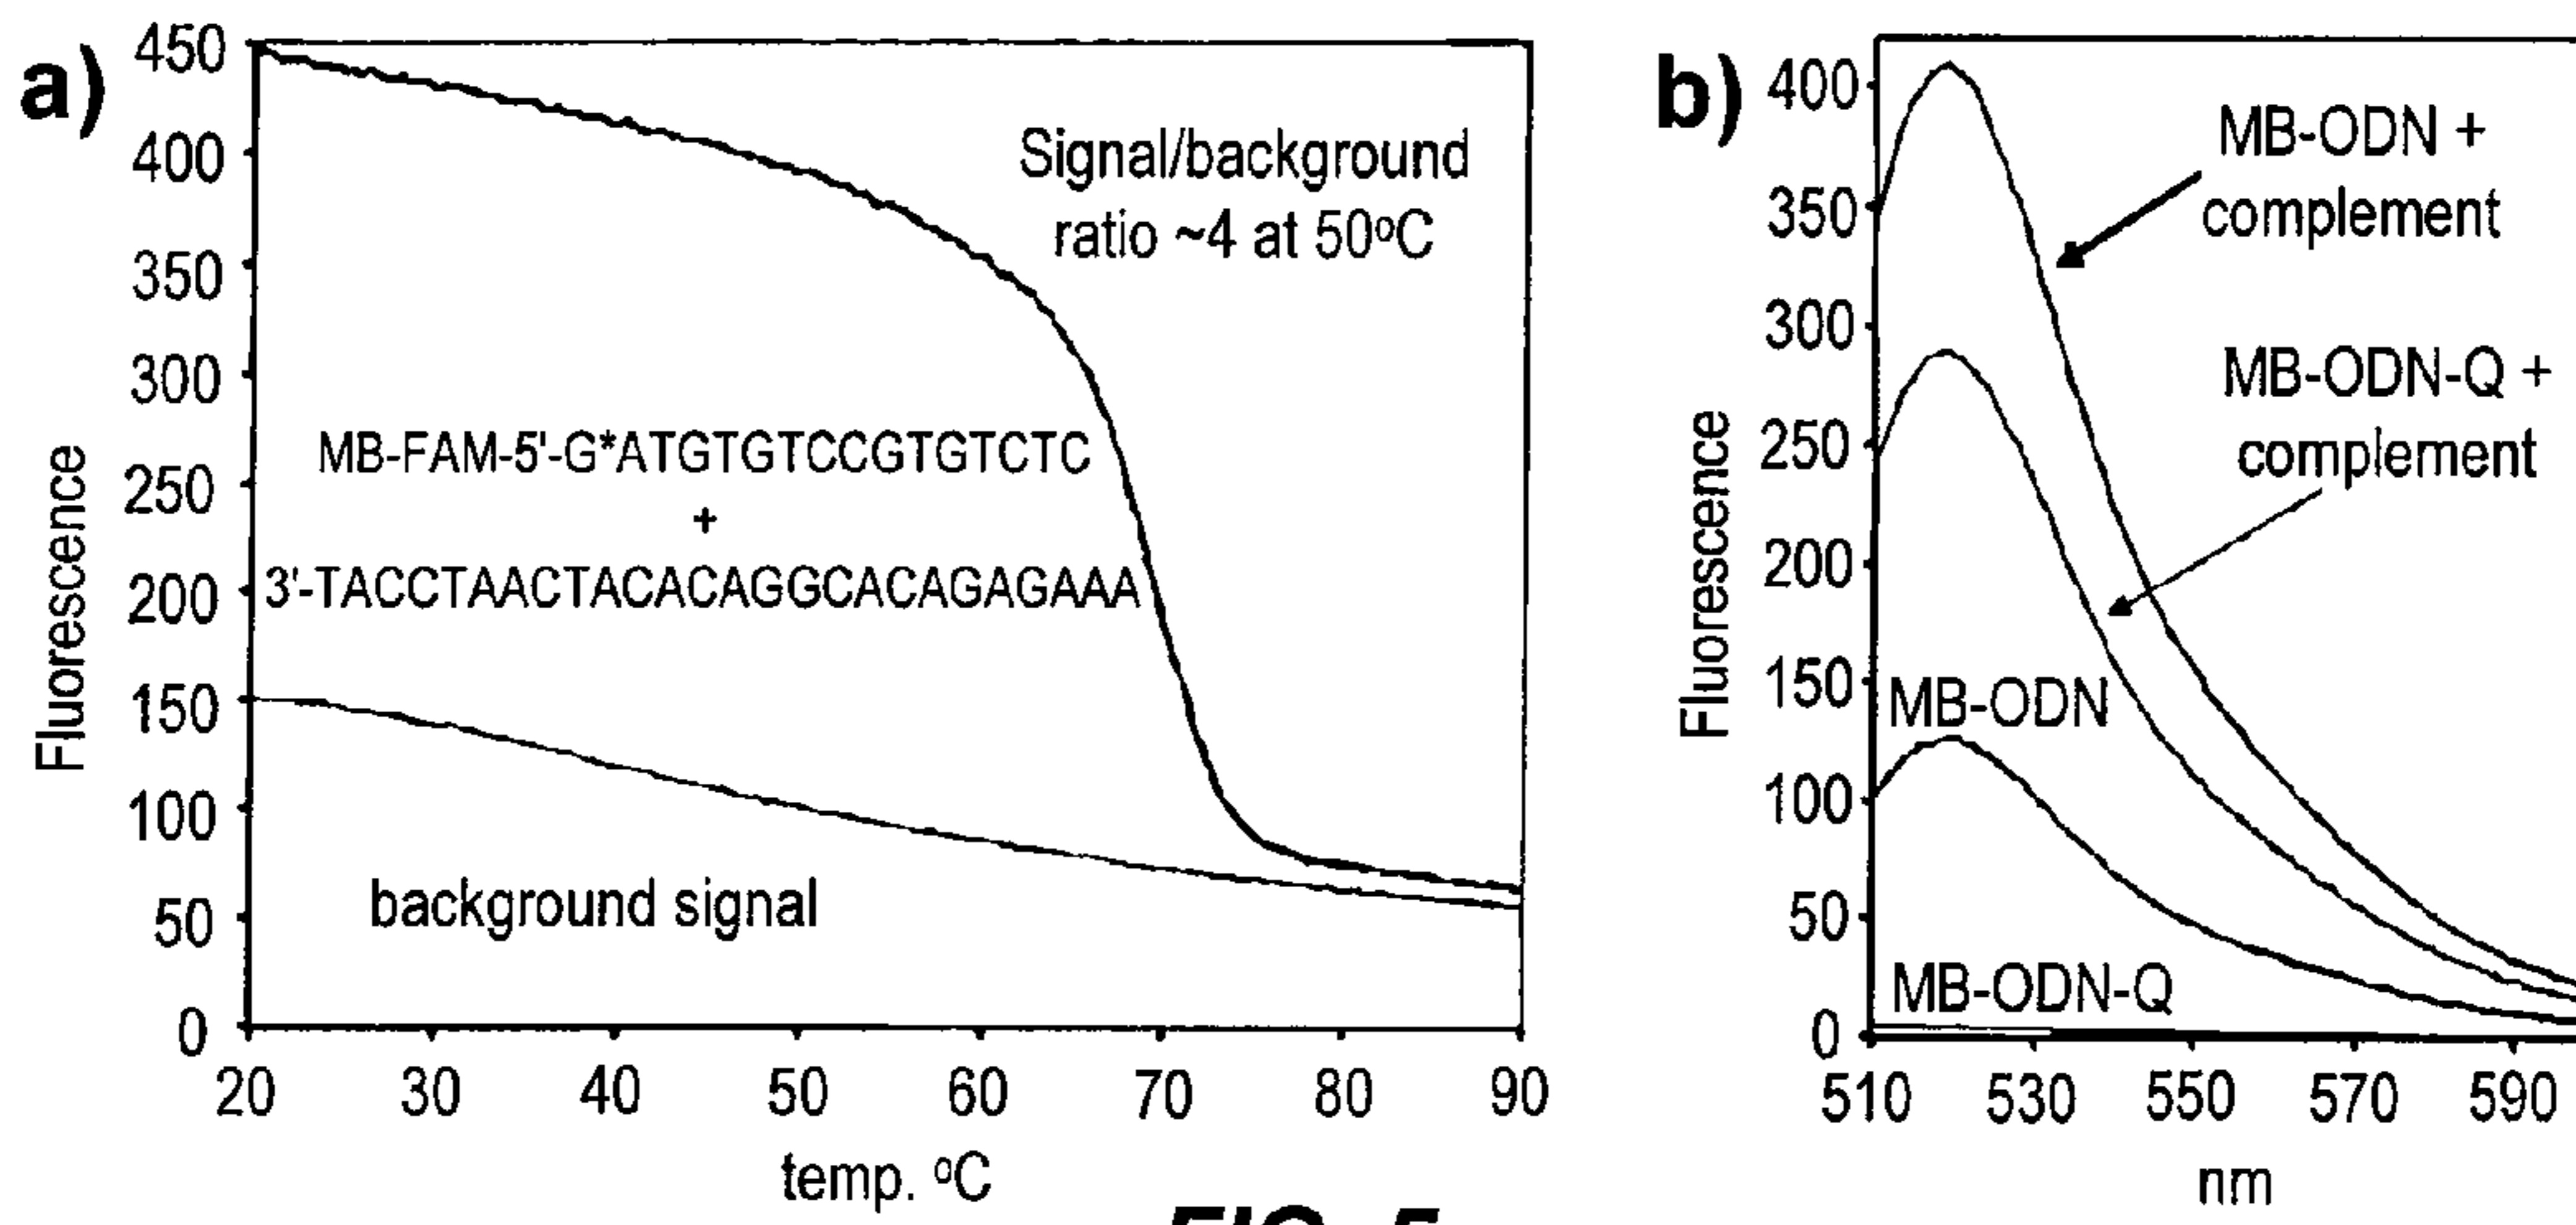 a)
450
400
350
300
250
200
150
100
50
0
Fluorescence
Signal/background
ratio ~4 at 50ºC
MB-FAM-5'-G*ATGTGTCCGTGTCTC
+
3'-TACCTAACTACACAGGCACAGAGAAA
background signal
20 30 40 50 60 70 80 90
temp. ºC
b)
400
350
300
250
200
150
100
50
0
Fluorescence
MB-ODN +
complement
MB-ODN-Q +
complement
MB-ODN
MB-ODN-Q
510 530 550 570 590
nm